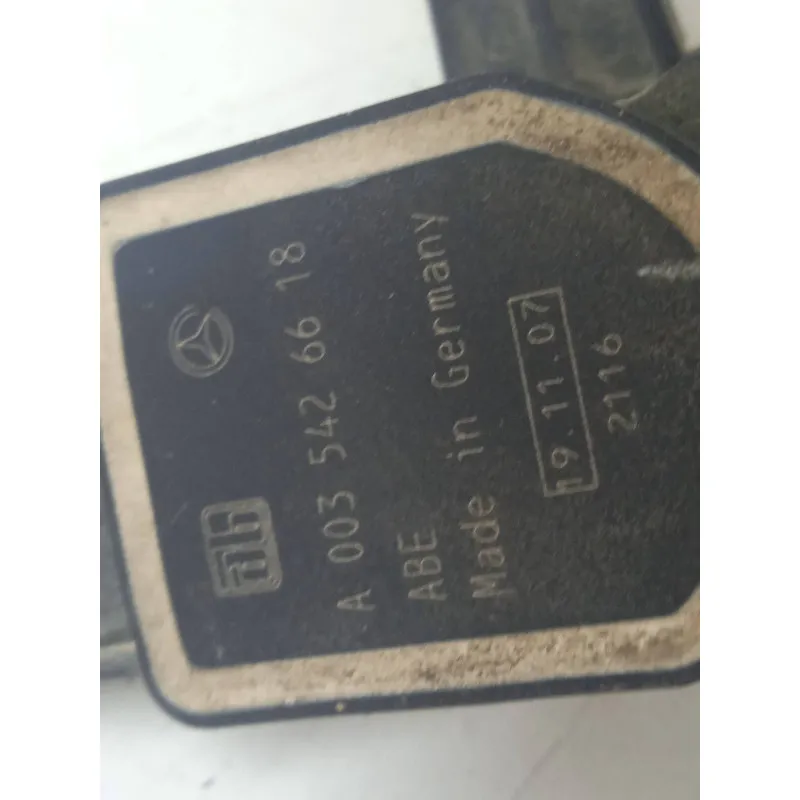 A 003 542 66 18
ABE
Made in Germany
19.11.07
2116